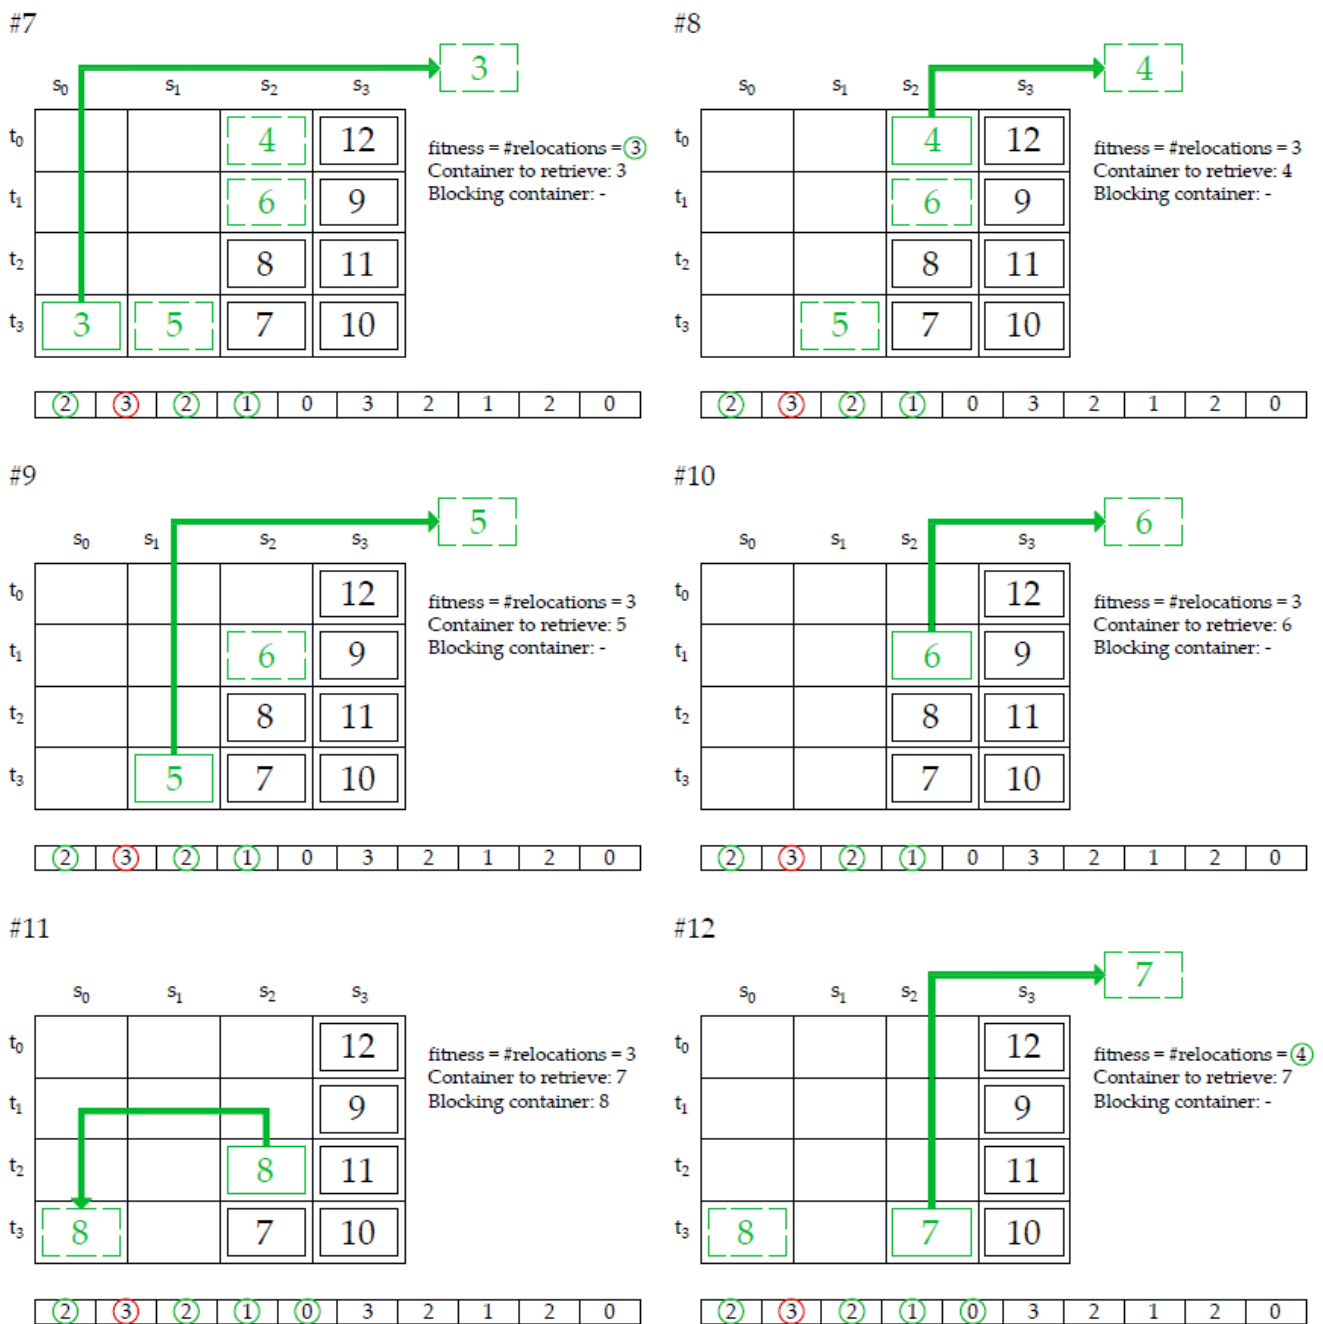 #7
3
s0 s1 s2 s3
t0 4 12
t1 6 9
t2 8 11
t3 3 5 7 10
fitness = #relocations = 3
Container to retrieve: 3
Blocking container: -
2 3 2 1 0 3 2 1 2 0
#8
4
s0 s1 s2 s3
t0 4 12
t1 6 9
t2 8 11
t3 5 7 10
fitness = #relocations = 3
Container to retrieve: 4
Blocking container: -
2 3 2 1 0 3 2 1 2 0
#9
5
s0 s1 s2 s3
t0 12
t1 6 9
t2 8 11
t3 5 7 10
fitness = #relocations = 3
Container to retrieve: 5
Blocking container: -
2 3 2 1 0 3 2 1 2 0
#10
6
s0 s1 s2 s3
t0 12
t1 6 9
t2 8 11
t3 7 10
fitness = #relocations = 3
Container to retrieve: 6
Blocking container: -
2 3 2 1 0 3 2 1 2 0
#11
s0 s1 s2 s3
t0 12
t1 9
t2 8 11
t3 8 7 10
fitness = #relocations = 3
Container to retrieve: 7
Blocking container: 8
2 3 2 1 0 3 2 1 2 0
#12
7
s0 s1 s2 s3
t0 12
t1 9
t2 11
t3 8 7 10
fitness = #relocations = 4
Container to retrieve: 7
Blocking container: -
2 3 2 1 0 3 2 1 2 0